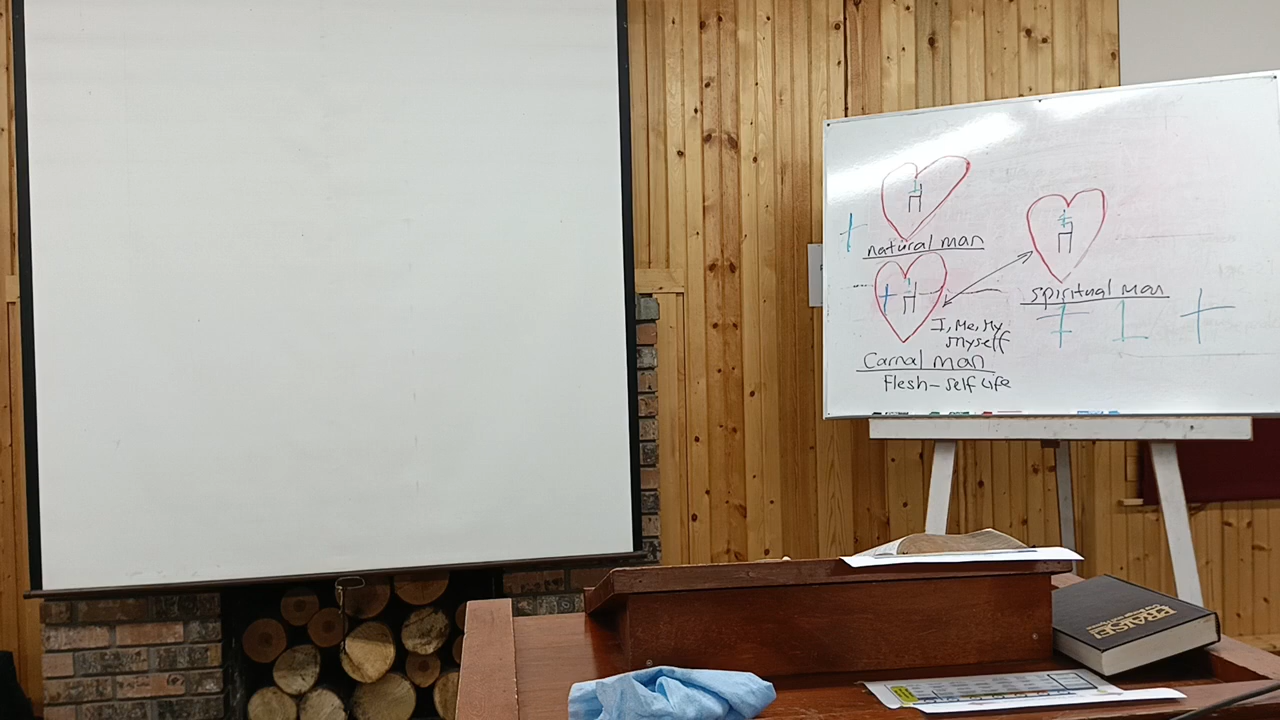 natural man
spiritual man
I, Me, My
Myself
Carnal man
Flesh - Self Life
PRAISE!